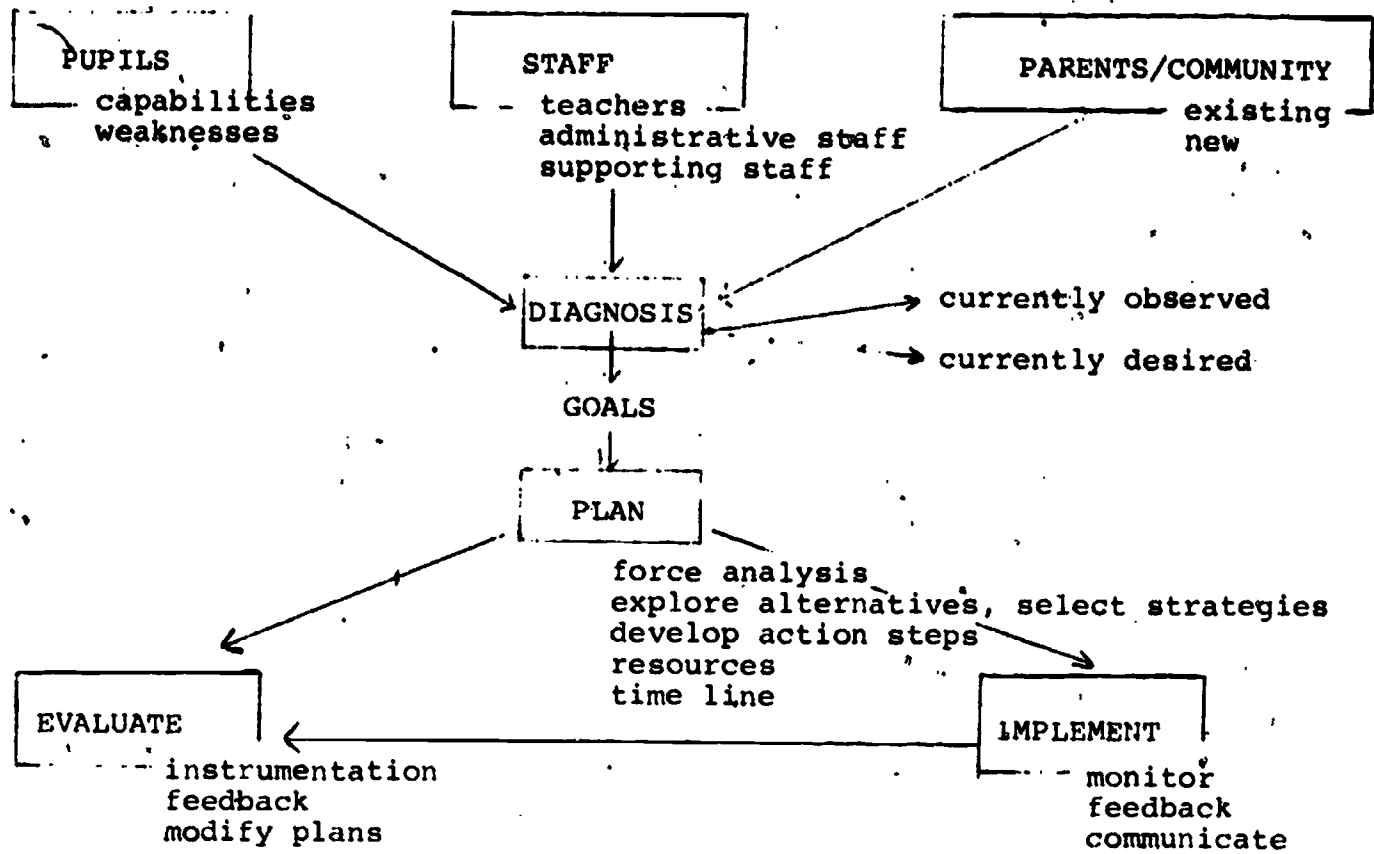 PUPILS
capabilities
weaknesses
STAFF
teachers
administrative staff
supporting staff
PARENTS/COMMUNITY
existing
new
DIAGNOSIS
currently observed
currently desired
GOALS
PLAN
force analysis
explore alternatives, select strategies
develop action steps
resources
time line
EVALUATE
instrumentation
feedback
modify plans
IMPLEMENT
monitor
feedback
communicate